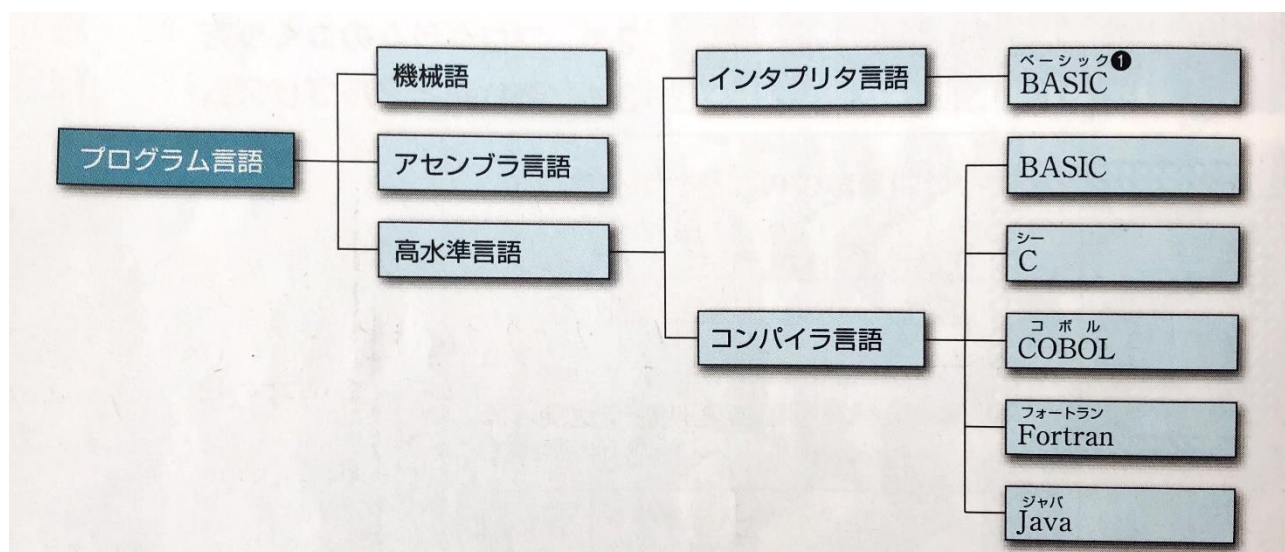 プログラム言語
機械語
アセンブラ言語
高水準言語
インタプリタ言語
コンパイラ言語
ベーシック❶
BASIC
BASIC
シー
C
コボル
COBOL
フォートラン
Fortran
ジャバ
Java